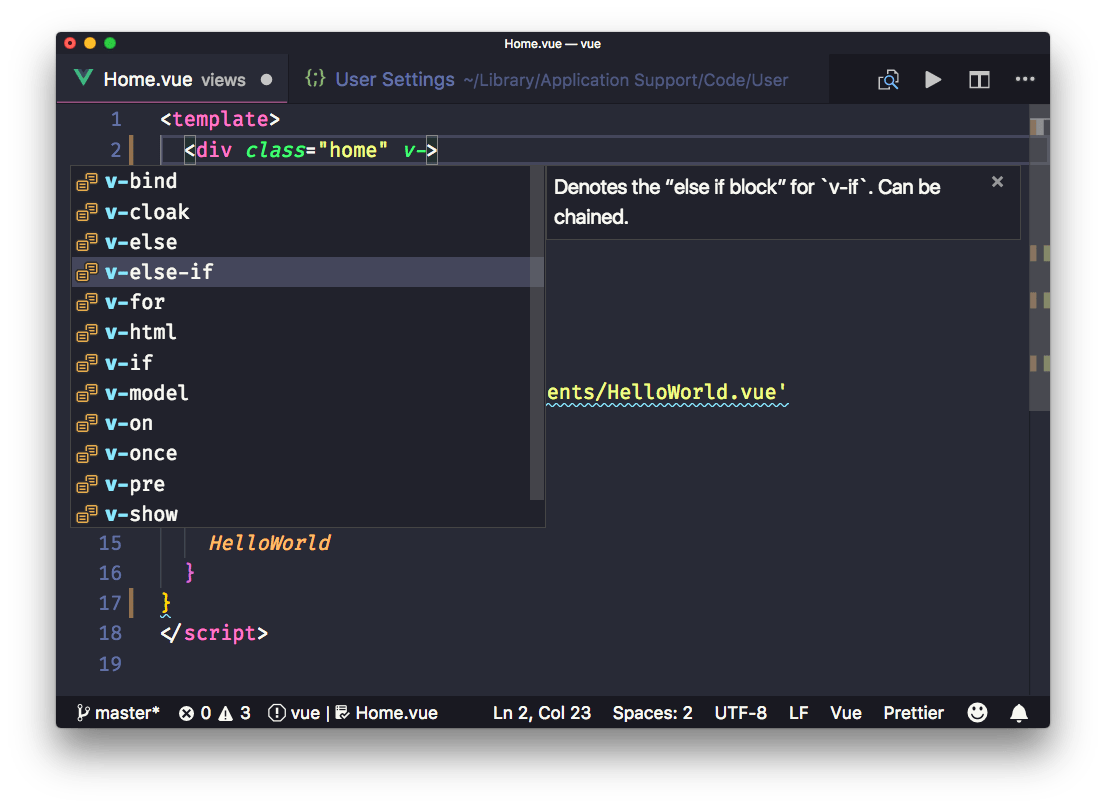 Home.vue — vue
Home.vue views ● {;} User Settings ~/Library/Application Support/Code/User
1 <template>
2 <div class="home" v->
v-bind
Denotes the “else if block” for `v-if`. Can be
v-cloak
chained.
v-else
v-else-if
v-for
v-html
v-if
v-model
ents/HelloWorld.vue'
v-on
v-once
v-pre
v-show
15 HelloWorld
16 }
17 }
18 </script>
19
master* 0 3 vue | Home.vue Ln 2, Col 23 Spaces: 2 UTF-8 LF Vue Prettier